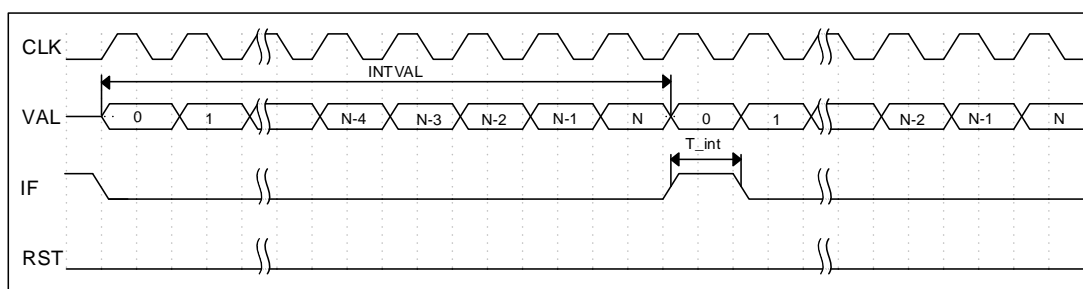 CLK
INTVAL
VAL 0 1 N-4 N-3 N-2 N-1 N 0 1 N-2 N-1 N
T_int
IF
RST